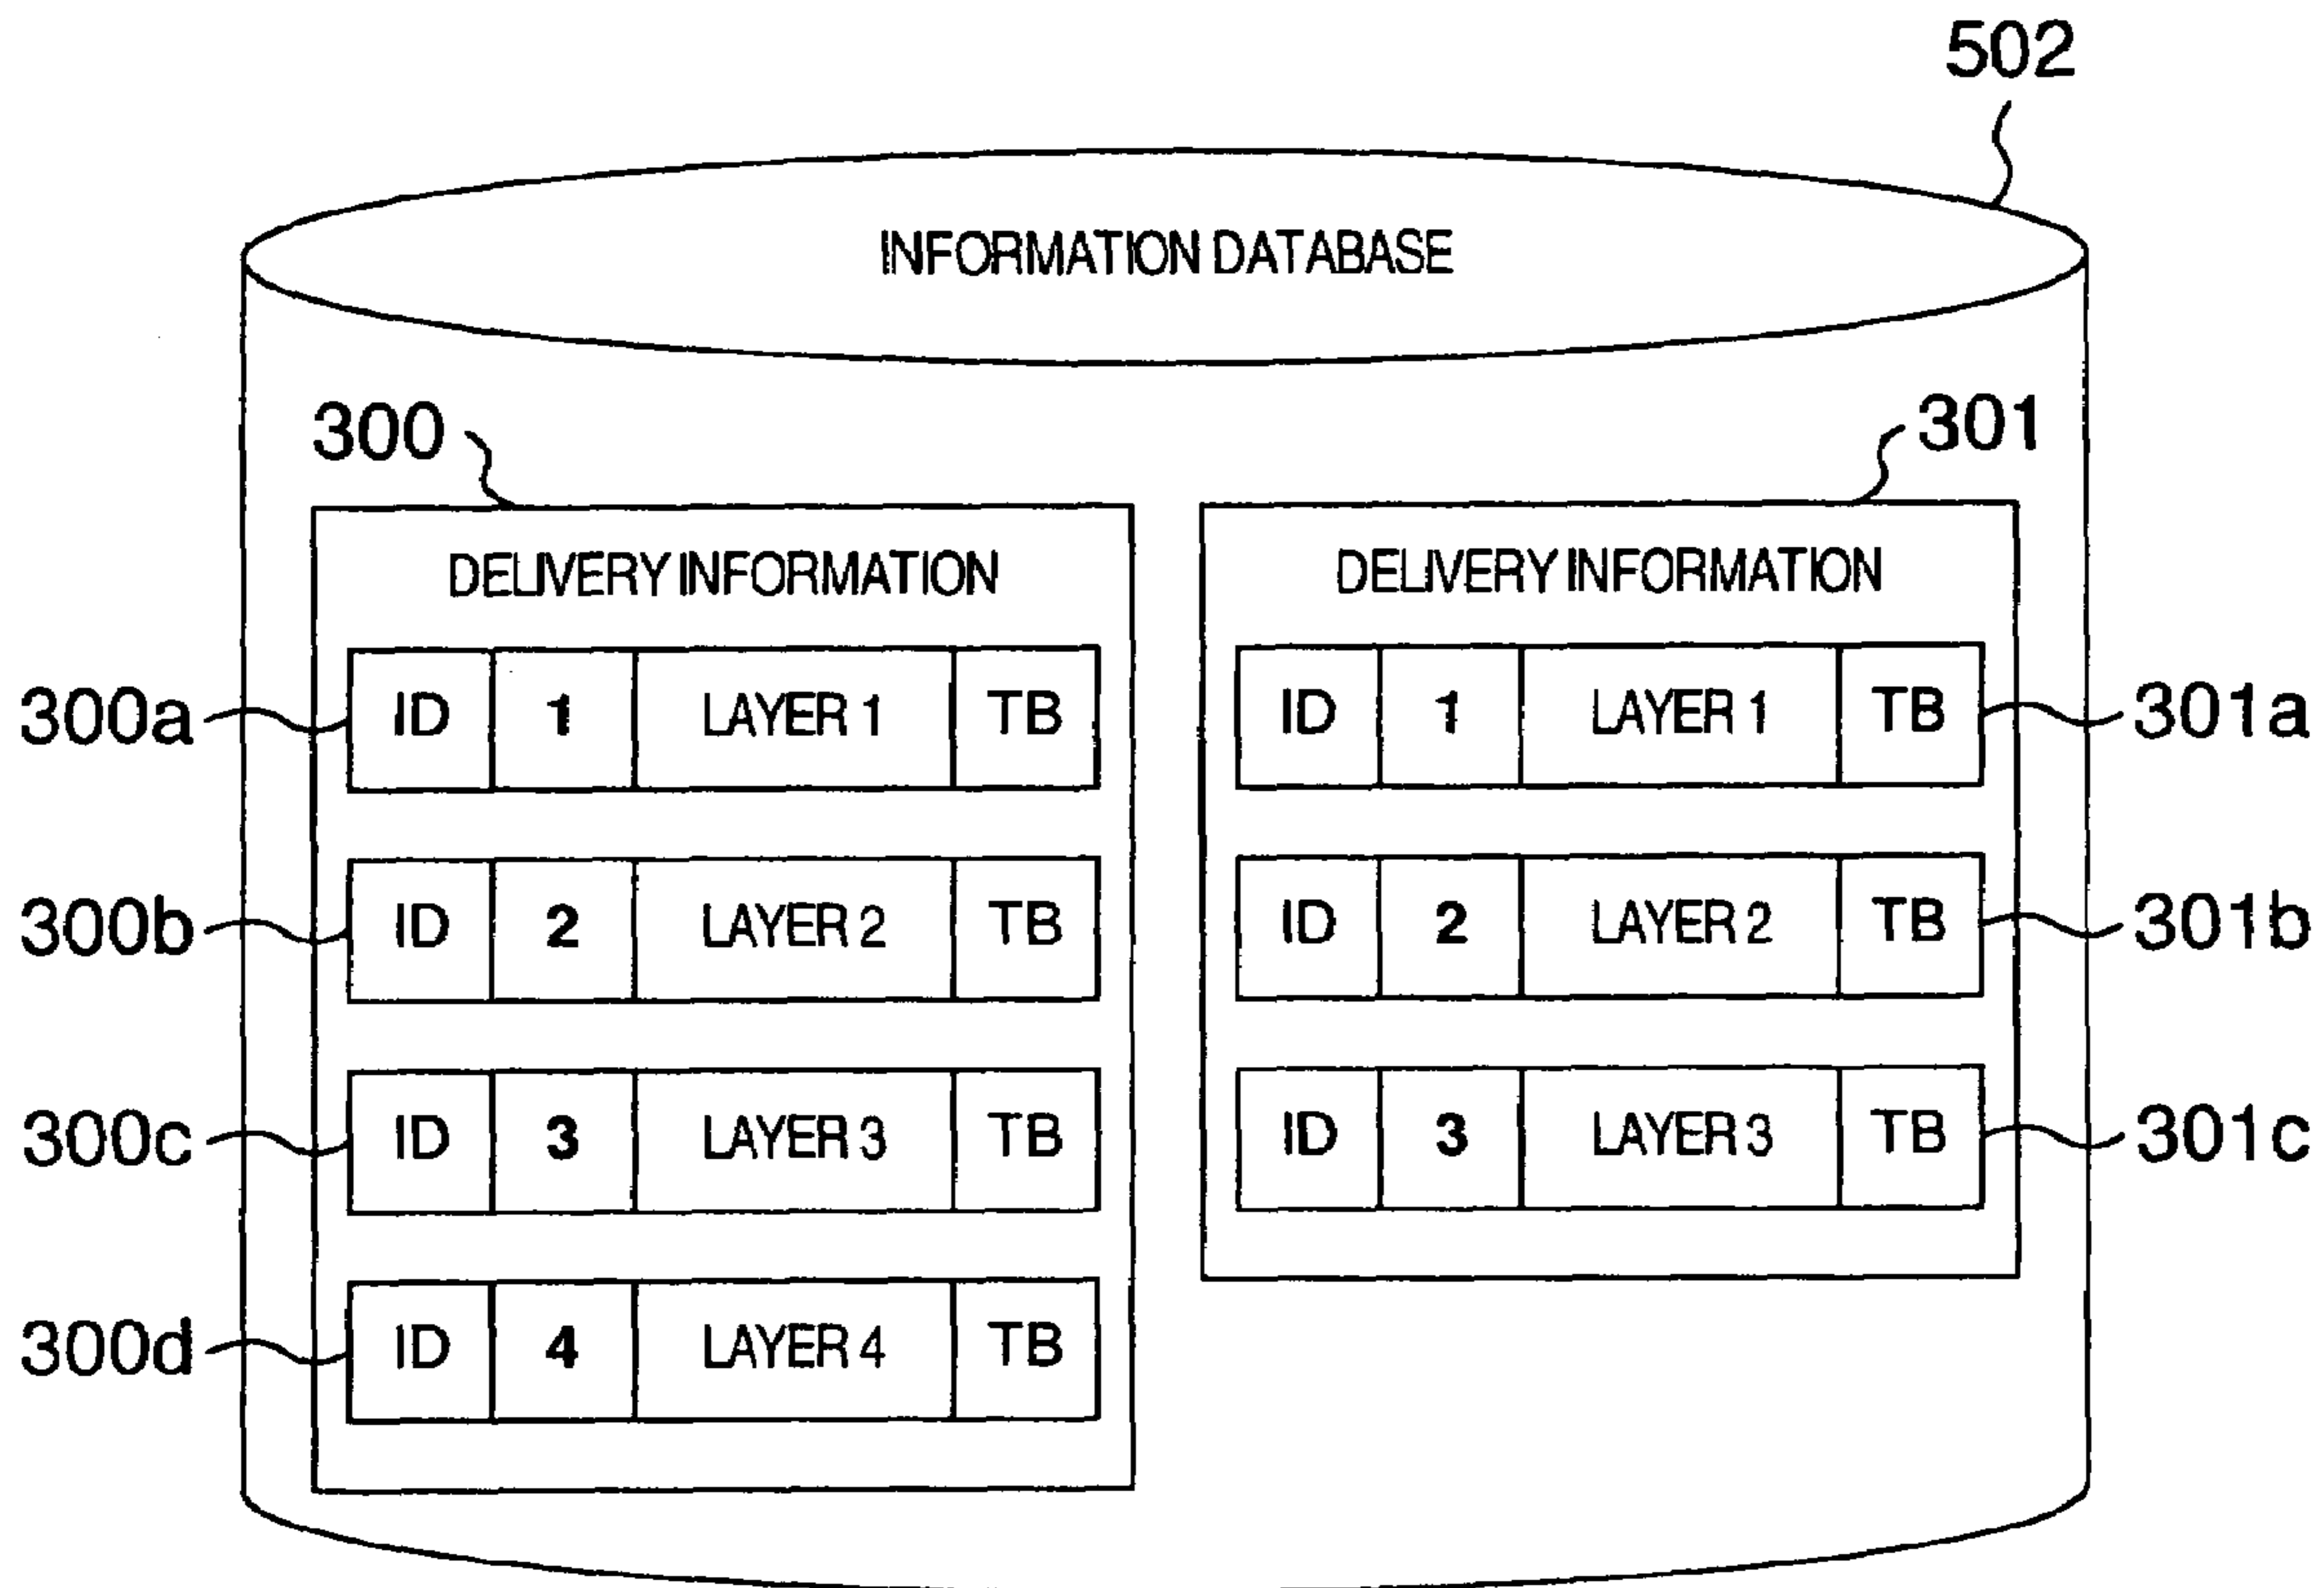 502
INFORMATION DATABASE
300
301
DELIVERY INFORMATION
300a ID 1 LAYER 1 TB
300b ID 2 LAYER 2 TB
300c ID 3 LAYER 3 TB
300d ID 4 LAYER 4 TB
DELIVERY INFORMATION
ID 1 LAYER 1 TB 301a
ID 2 LAYER 2 TB 301b
ID 3 LAYER 3 TB 301c